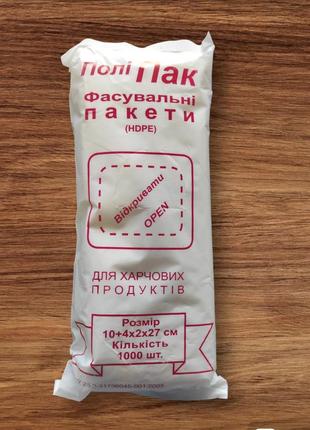 Полі Пак
Фасувальні
пакети
(HDPE)
Відкривати
OPEN
ДЛЯ ХАРЧОВИХ
ПРОДУКТІВ
Розмір
10+4х2х27 см
Кількість
1000 шт.